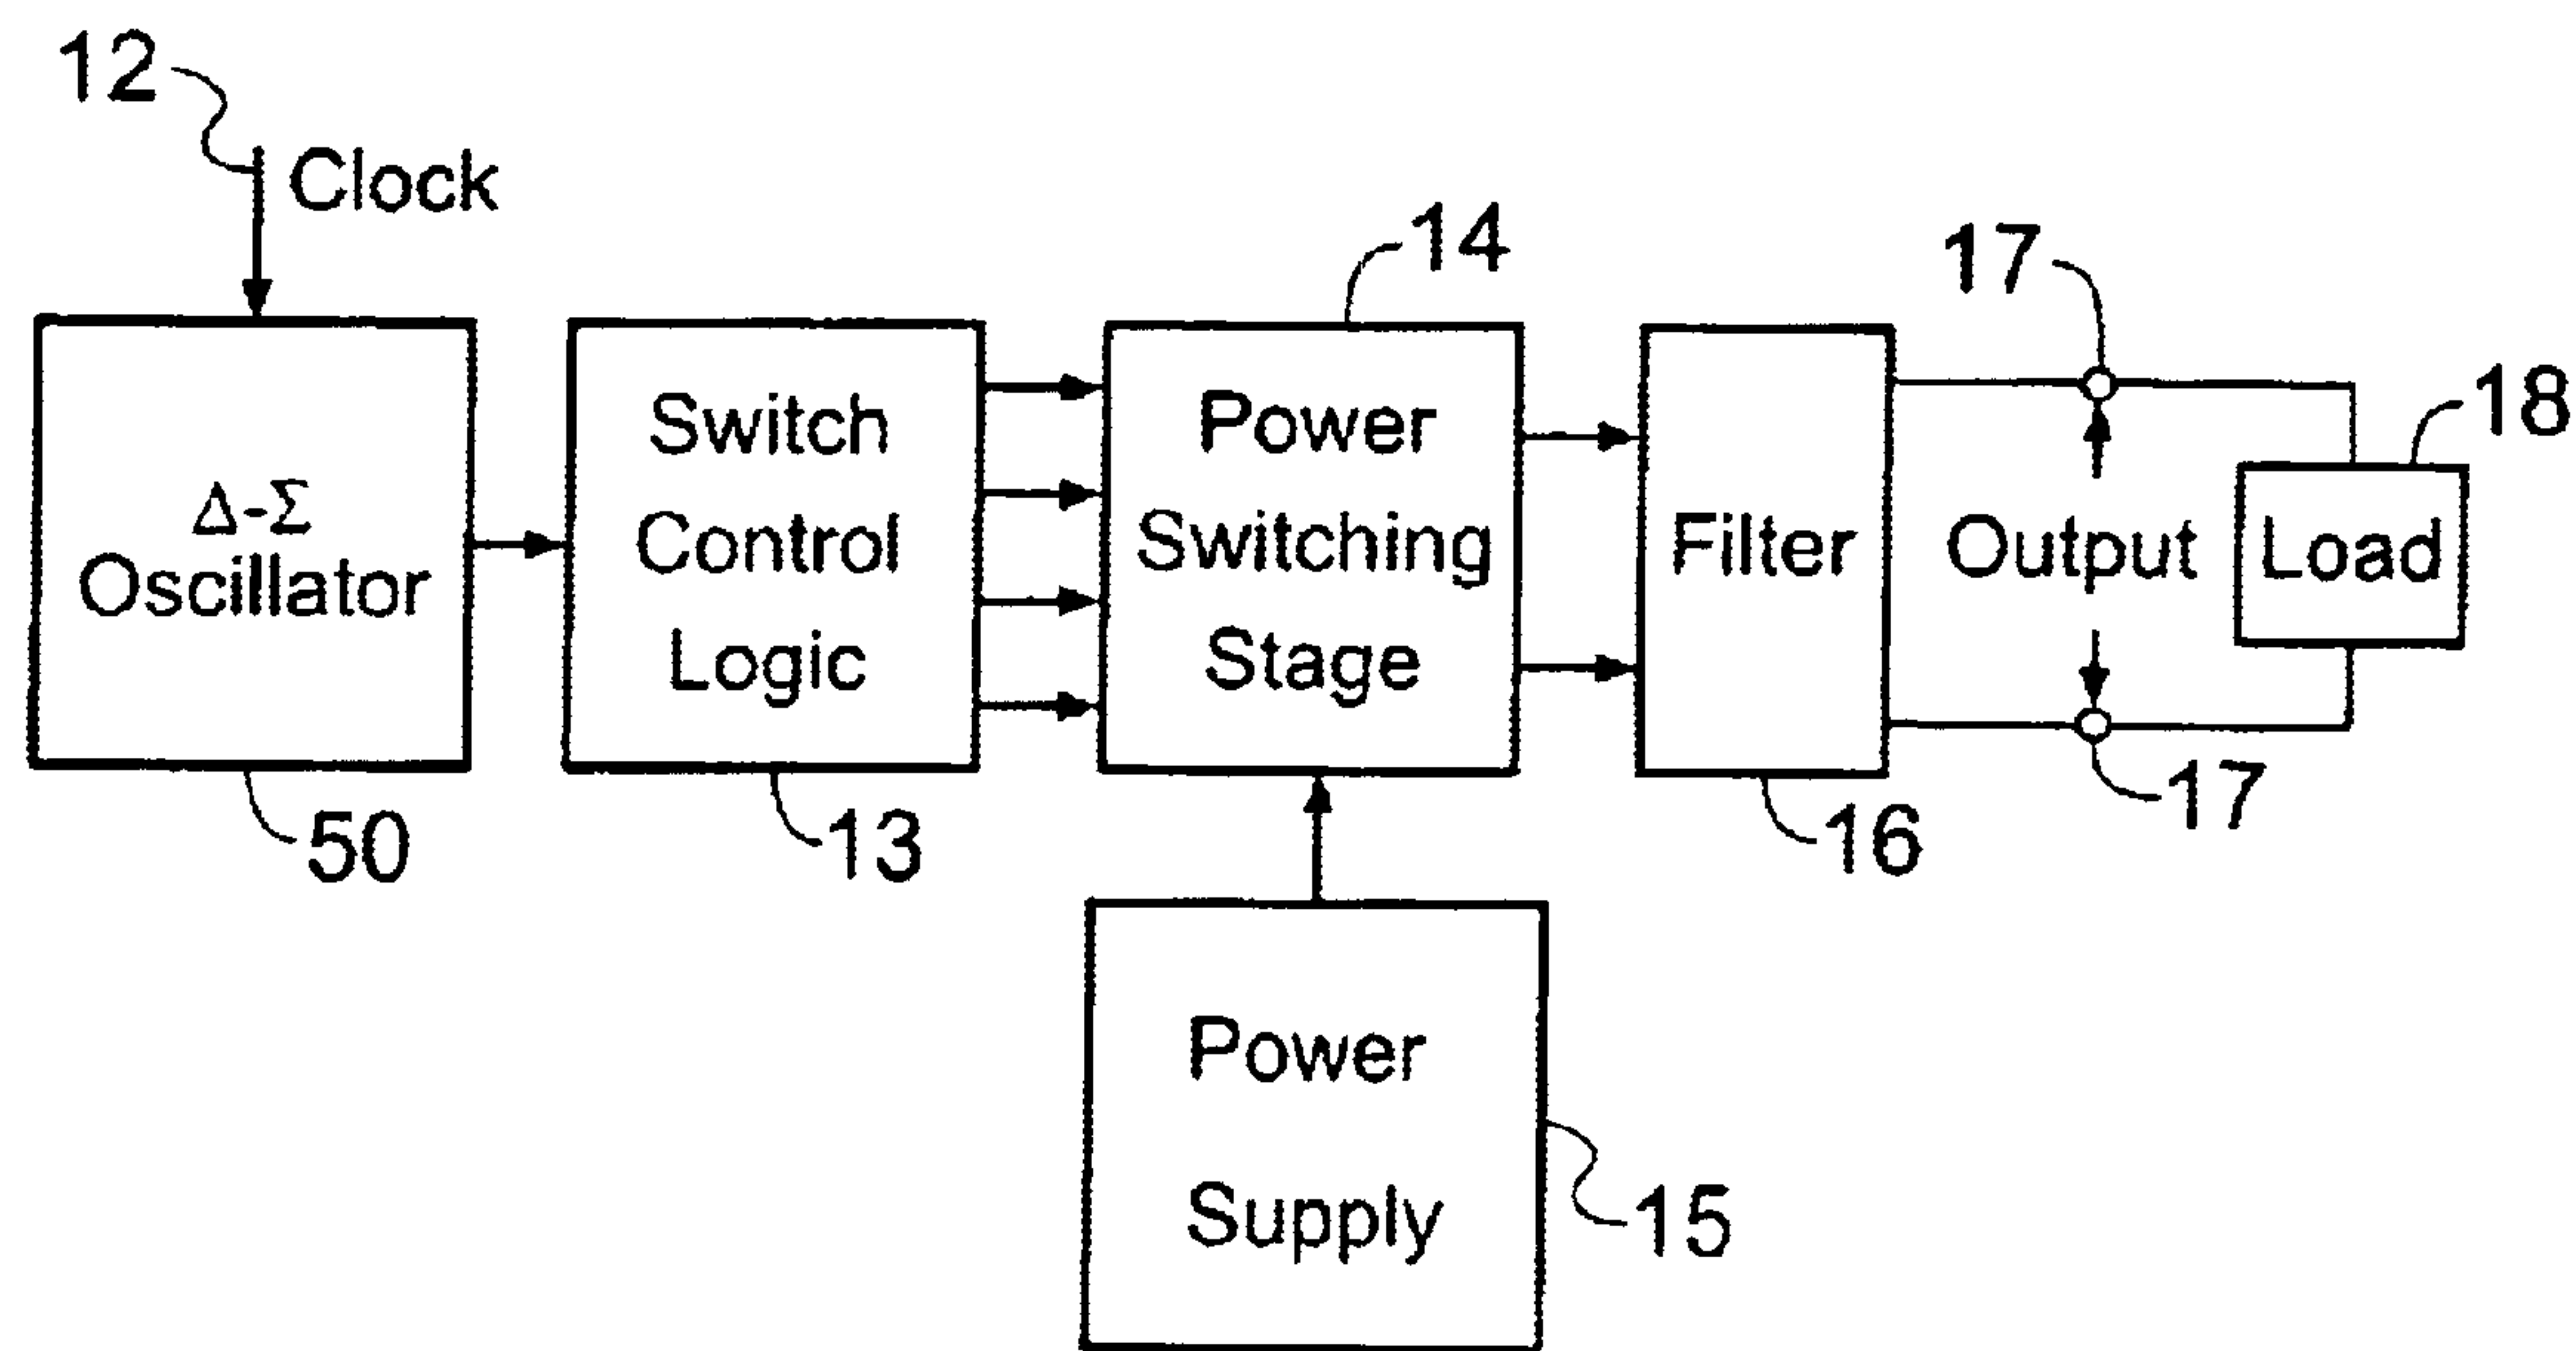 12
Clock
14
17
18
Δ-Σ
Oscillator
Switch
Control
Logic
Power
Switching
Stage
Filter
Output
Load
50
13
16
17
Power
Supply
15